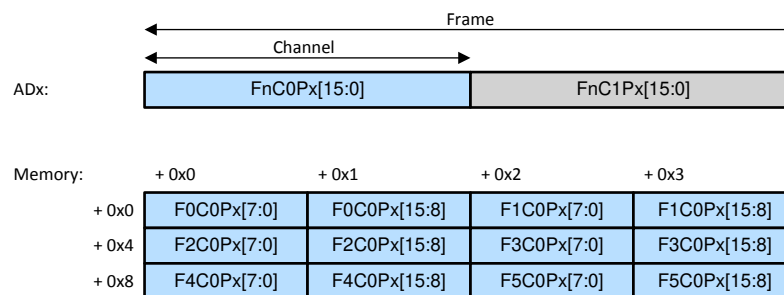 Frame
Channel
ADx: FnC0Px[15:0] FnC1Px[15:0]
Memory: + 0x0 + 0x1 + 0x2 + 0x3
+ 0x0 F0C0Px[7:0] F0C0Px[15:8] F1C0Px[7:0] F1C0Px[15:8]
+ 0x4 F2C0Px[7:0] F2C0Px[15:8] F3C0Px[7:0] F3C0Px[15:8]
+ 0x8 F4C0Px[7:0] F4C0Px[15:8] F5C0Px[7:0] F5C0Px[15:8]